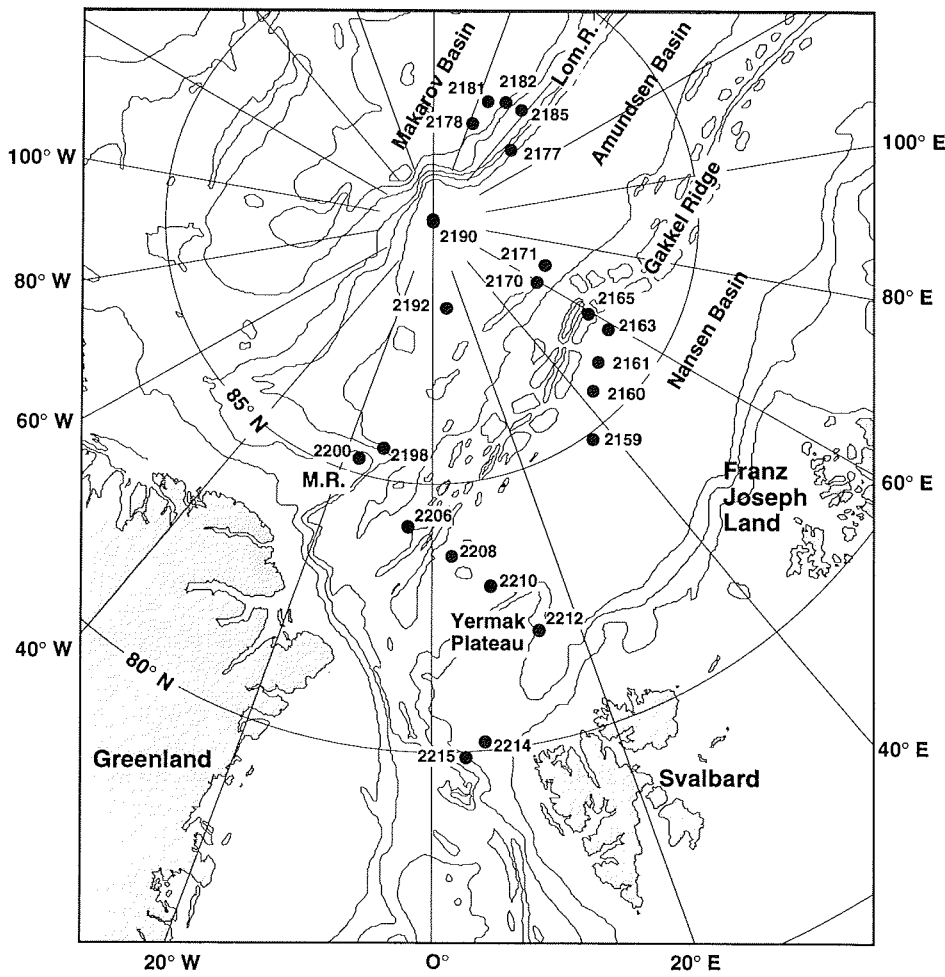 Makarov Basin
Lom.R.
Amundsen Basin
2181
2182
2178
2185
2177
100° W
100° E
Gakkel Ridge
2190
2171
80° W
2170
80° E
2165
2192
2163
Nansen Basin
2161
2160
85° N
60° W
2159
2200
2198
M.R.
Franz
Joseph
Land
60° E
2206
2208
2210
Yermak
Plateau
2212
40° W
80° N
2214
40° E
2215
Greenland
Svalbard
20° W
0°
20° E